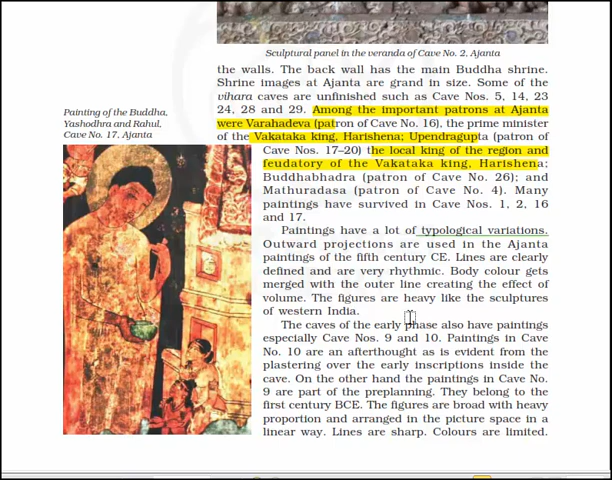 Sculptural panel in the veranda of Cave No. 2, Ajanta
the walls. The back wall has the main Buddha shrine.
Shrine images at Ajanta are grand in size. Some of the
vihara caves are unfinished such as Cave Nos. 5, 14, 23
24, 28 and 29. Among the important patrons at Ajanta
were Varahadeva (patron of Cave No. 16), the prime minister
of the Vakataka king, Harishena; Upendragupta (patron of
Cave Nos. 17–20) the local king of the region and
feudatory of the Vakataka king, Harishena;
Buddhabhadra (patron of Cave No. 26); and
Mathuradasa (patron of Cave No. 4). Many
paintings have survived in Caves No. 1, 2, 16
and 17.
Painting of the Buddha,
Yashodhra and Rahul,
Cave No. 17, Ajanta
Paintings have a lot of typological variations.
Outward projections are used in the Ajanta
paintings of the fifth century CE. Lines are clearly
defined and are very rhythmic. Body colour gets
merged with the outer line creating the effect of
volume. The figures are heavy like the sculptures
of western India.
The caves of the early phase also have paintings
especially Cave Nos. 9 and 10. Paintings in Cave
No. 10 are an afterthought as is evident from the
plastering over the early inscriptions inside the
cave. On the other hand the paintings in Cave No.
9 are part of the preplanning. They belong to the
first century BCE. The figures are broad with heavy
proportion and arranged in the picture space in a
linear way. Lines are sharp. Colours are limited.